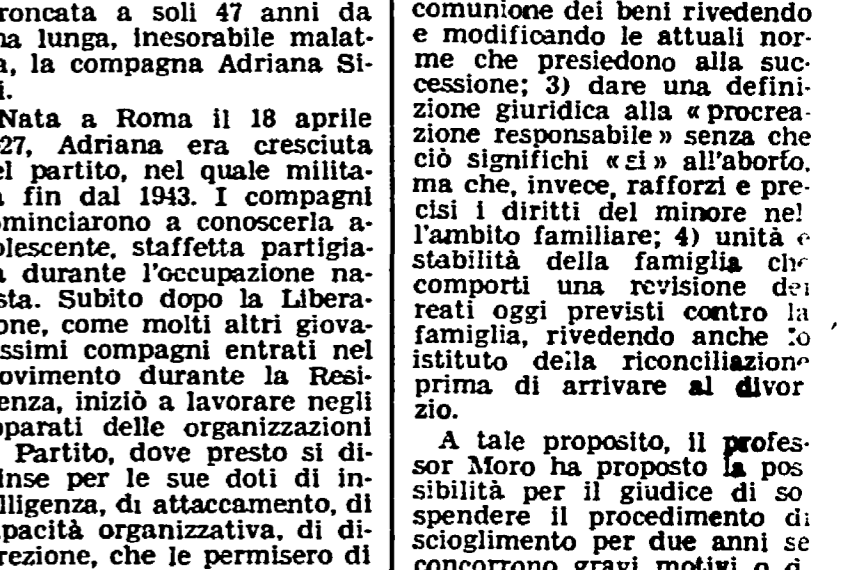 roncata a soli 47 anni da
na lunga, inesorabile malat-
a, la compagna Adriana Si-
i.
Nata a Roma il 18 aprile
27, Adriana era cresciuta
el partito, nel quale milita-
a fin dal 1943. I compagni
ominciarono a conoscerla a-
olescente, staffetta partigia-
a durante l'occupazione na-
sta. Subito dopo la Libera-
one, come molti altri giova-
issimi compagni entrati nel
ovimento durante la Resi-
enza, iniziò a lavorare negli
pparati delle organizzazioni
Partito, dove presto si di-
inse per le sue doti di in-
lligenza, di attaccamento, di
pacità organizzativa, di di-
rezione, che le permisero di
comunione dei beni rivedendo
e modificando le attuali nor-
me che presiedono alla suc-
cessione; 3) dare una defini-
zione giuridica alla « procrea-
zione responsabile » senza che
ciò significhi « si » all'aborto,
ma che, invece, rafforzi e pre-
cisi i diritti del minore nel
l'ambito familiare; 4) unità e
stabilità della famiglia che
comporti una revisione dei
reati oggi previsti contro la
famiglia, rivedendo anche lo
istituto della riconciliazione
prima di arrivare al divor
zio.
A tale proposito, il profes-
sor Moro ha proposto la pos
sibilità per il giudice di so
spendere il procedimento di
scioglimento per due anni se
concorrono gravi motivi o d